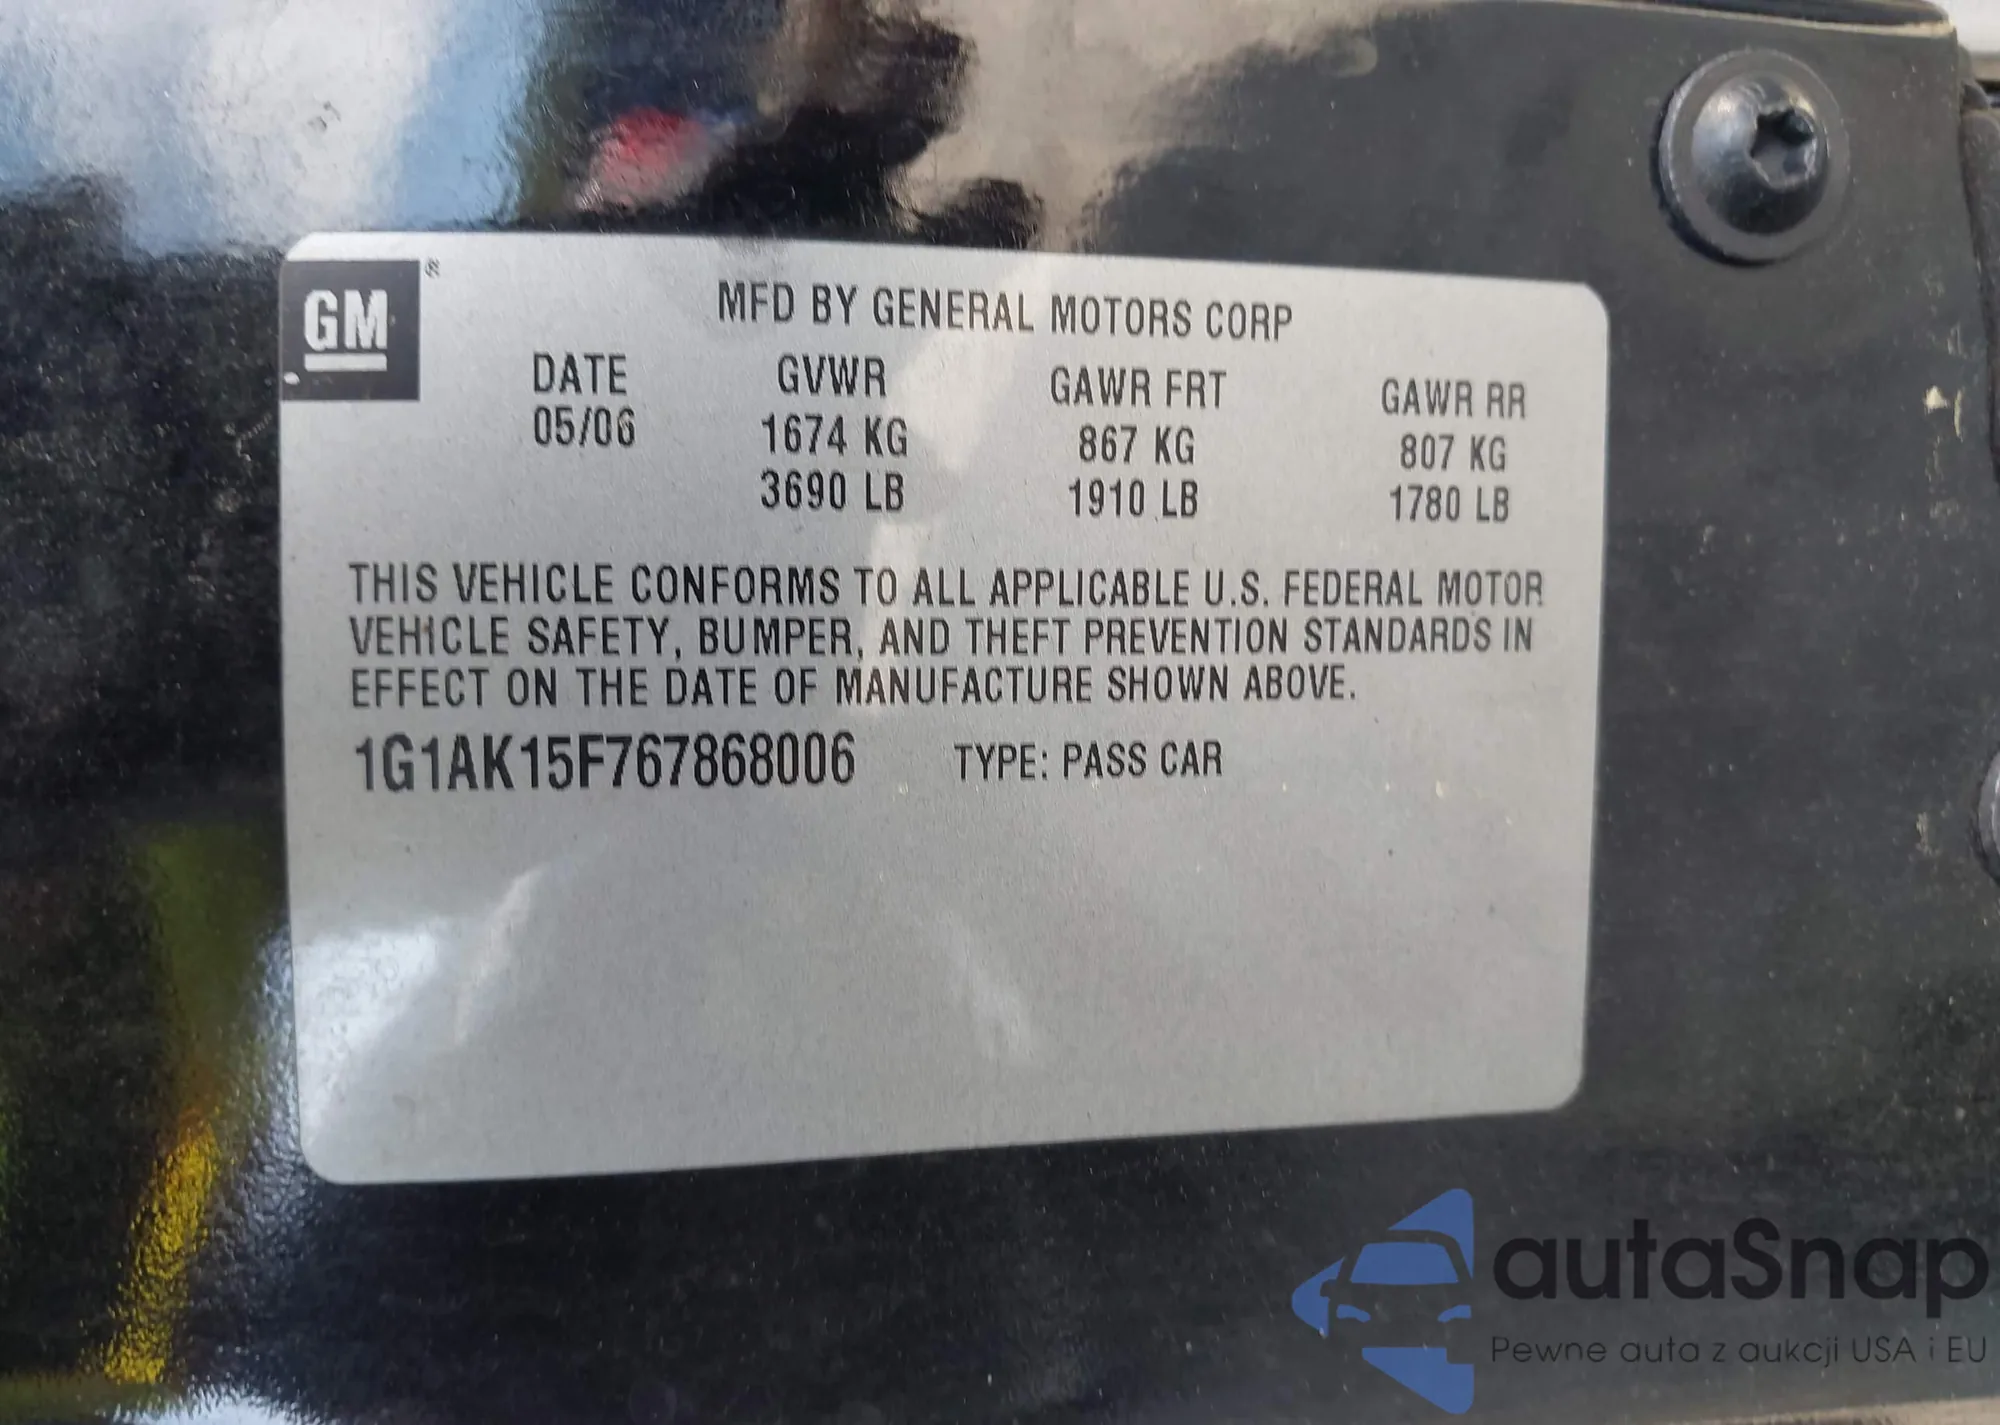 GM®
MFD BY GENERAL MOTORS CORP
DATE GVWR GAWR FRT GAWR RR
05/06 1674 KG 867 KG 807 KG
3690 LB 1910 LB 1780 LB
THIS VEHICLE CONFORMS TO ALL APPLICABLE U.S. FEDERAL MOTOR
VEHICLE SAFETY, BUMPER, AND THEFT PREVENTION STANDARDS IN
EFFECT ON THE DATE OF MANUFACTURE SHOWN ABOVE.
1G1AK15F767868006 TYPE: PASS CAR
autaSnap
Pewne auta z aukcji USA i EU